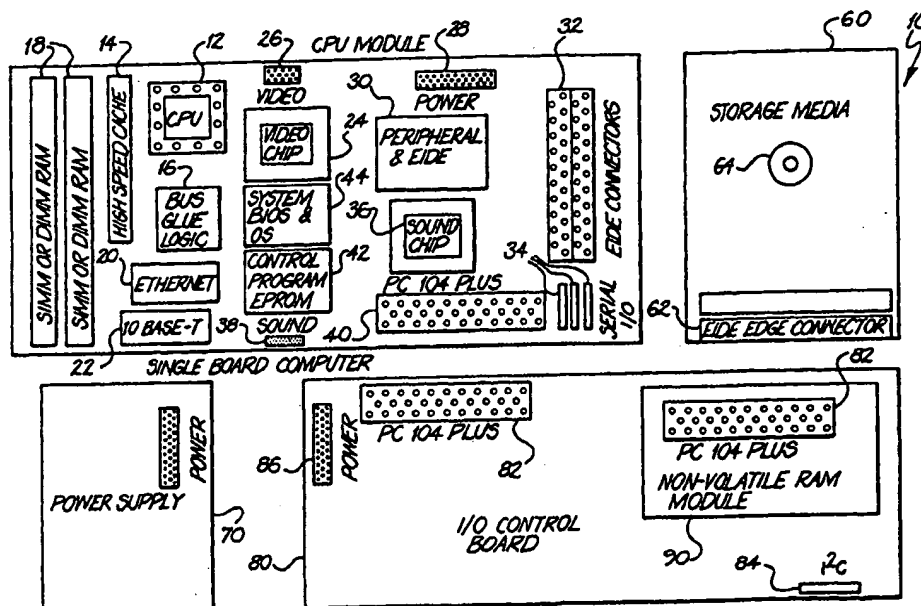 18
14
12
26
CPU MODULE
28
32
60
10
SIMM OR DIMM RAM
SIMM OR DIMM RAM
HIGH SPEED CACHE
CPU
VIDEO
POWER
30
VIDEO
CHIP
24
PERIPHERAL
& EIDE
EIDE CONNECTORS
STORAGE MEDIA
64
16
BUS
GLUE
LOGIC
SYSTEM
BIOS &
OS
44
36
SOUND
CHIP
34
20
ETHERNET
CONTROL
PROGRAM
EPROM
42
PC 104 PLUS
SERIAL
I/O
22
10 BASE-T
38
SOUND
40
62
EIDE EDGE CONNECTOR
SINGLE BOARD COMPUTER
82
POWER
POWER SUPPLY
70
86
POWER
PC 104 PLUS
82
PC 104 PLUS
NON-VOLATILE RAM
MODULE
I/O CONTROL
BOARD
80
90
84
I²C